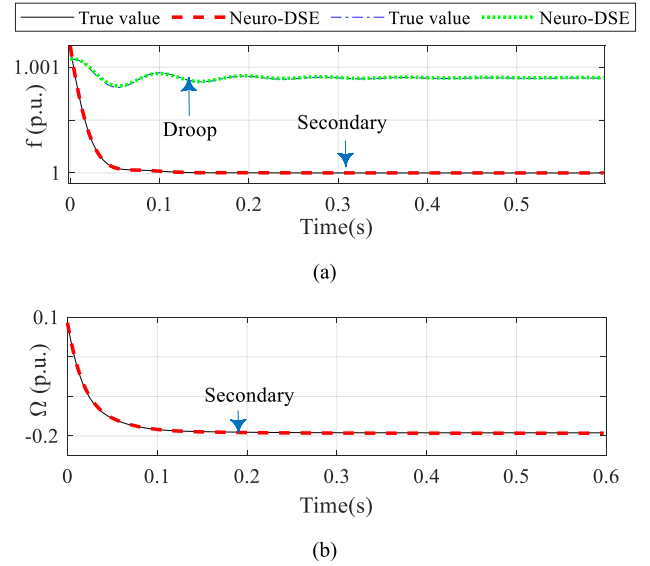 True value Neuro-DSE True value Neuro-DSE
1.001
f (p.u.)
Droop
Secondary
1
0 0.1 0.2 0.3 0.4 0.5
Time(s)
(a)
0.1
Ω (p.u.)
Secondary
-0.2
0 0.1 0.2 0.3 0.4 0.5 0.6
Time(s)
(b)